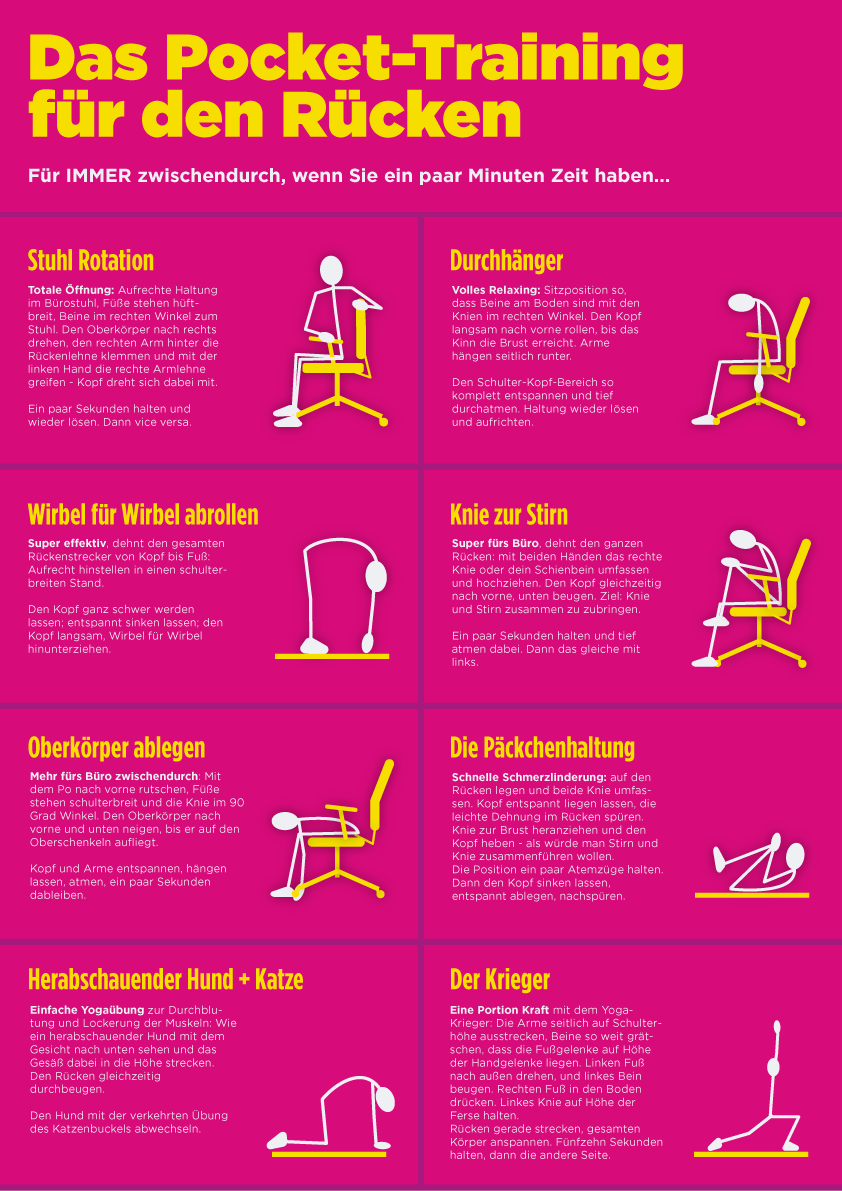 Das Pocket-Training
für den Rücken
Für IMMER zwischendurch, wenn Sie ein paar Minuten Zeit haben...
Stuhl Rotation
Totale Öffnung: Aufrechte Haltung
im Bürostuhl, Füße stehen hüft-
breit, Beine im rechten Winkel zum
Stuhl. Den Oberkörper nach rechts
drehen, den rechten Arm hinter die
Rückenlehne klemmen und mit der
linken Hand die rechte Armlehne
greifen - Kopf dreht sich dabei mit.
Ein paar Sekunden halten und
wieder lösen. Dann vice versa.
Durchhänger
Volles Relaxing: Sitzposition so,
dass Beine am Boden sind mit den
Knien im rechten Winkel. Den Kopf
langsam nach vorne rollen, bis das
Kinn die Brust erreicht. Arme
hängen seitlich runter.
Den Schulter-Kopf-Bereich so
komplett entspannen und tief
durchatmen. Haltung wieder lösen
und aufrichten.
Wirbel für Wirbel abrollen
Super effektiv, dehnt den gesamten
Rückenstrecker von Kopf bis Fuß:
Aufrecht hinstellen in einen schulter-
breiten Stand.
Den Kopf ganz schwer werden
lassen; entspannt sinken lassen; den
Kopf langsam, Wirbel für Wirbel
hinunterziehen.
Knie zur Stirn
Super fürs Büro, dehnt den ganzen
Rücken: mit beiden Händen das rechte
Knie oder dein Schienbein umfassen
und hochziehen. Den Kopf gleichzeitig
nach vorne, unten beugen. Ziel: Knie
und Stirn zusammen zu zubringen.
Ein paar Sekunden halten und tief
atmen dabei. Dann das gleiche mit
links.
Oberkörper ablegen
Mehr fürs Büro zwischendurch: Mit
dem Po nach vorne rutschen, Füße
stehen schulterbreit und die Knie im 90
Grad Winkel. Den Oberkörper nach
vorne und unten neigen, bis er auf den
Oberschenkeln aufliegt.
Kopf und Arme entspannen, hängen
lassen, atmen, ein paar Sekunden
dableiben.
Die Päckchenhaltung
Schnelle Schmerzlinderung: auf den
Rücken legen und beide Knie umfas-
sen. Kopf entspannt liegen lassen, die
leichte Dehnung im Rücken spüren.
Knie zur Brust heranziehen und den
Kopf heben - als würde man Stirn und
Knie zusammenführen wollen.
Die Position ein paar Atemzüge halten.
Dann den Kopf sinken lassen,
entspannt ablegen, nachspüren.
Herabschauender Hund + Katze
Einfache Yogaübung zur Durchblu-
tung und Lockerung der Muskeln: Wie
ein herabschauender Hund mit dem
Gesicht nach unten sehen und das
Gesäß dabei in die Höhe strecken.
Den Rücken gleichzeitig
durchbeugen.
Den Hund mit der verkehrten Übung
des Katzenbuckels abwechseln.
Der Krieger
Eine Portion Kraft mit dem Yoga-
Krieger: Die Arme seitlich auf Schulter-
höhe ausstrecken, Beine so weit grät-
schen, dass die Fußgelenke auf Höhe
der Handgelenke liegen. Linken Fuß
nach außen drehen, und linkes Bein
beugen. Rechten Fuß in den Boden
drücken. Linkes Knie auf Höhe der
Ferse halten.
Rücken gerade strecken, gesamten
Körper anspannen. Fünfzehn Sekunden
halten, dann die andere Seite.